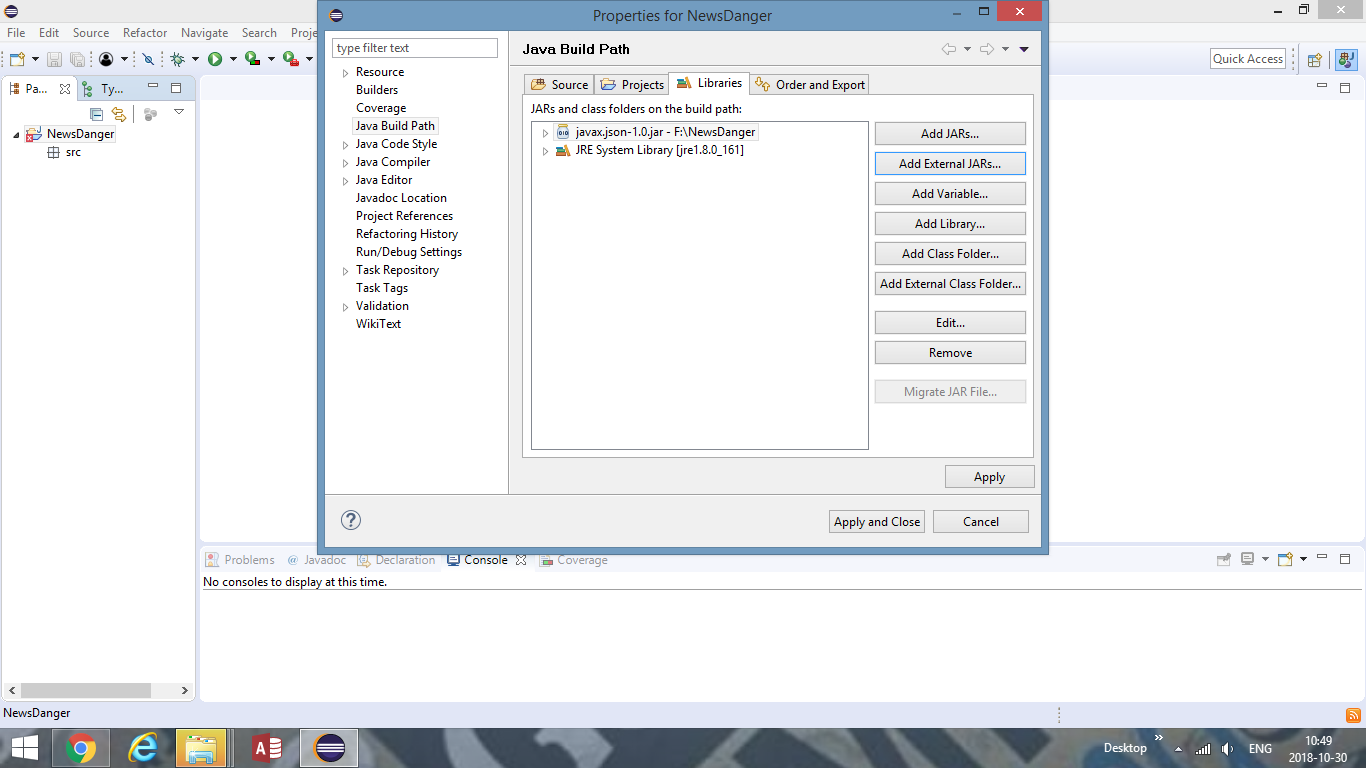 Properties for NewsDanger
File Edit Source Refactor Navigate Search Proje
Quick Access
Pa...
Ty...
NewsDanger
src
type filter text
Resource
Builders
Coverage
Java Build Path
Java Code Style
Java Compiler
Java Editor
Javadoc Location
Project References
Refactoring History
Run/Debug Settings
Task Repository
Task Tags
Validation
WikiText
Java Build Path
Source Projects Libraries Order and Export
JARs and class folders on the build path:
javax.json-1.0.jar - F:\NewsDanger
JRE System Library [jre1.8.0_161]
Add JARs...
Add External JARs...
Add Variable...
Add Library...
Add Class Folder...
Add External Class Folder...
Edit...
Remove
Migrate JAR File...
Apply
Apply and Close Cancel
Problems @ Javadoc Declaration Console Coverage
No consoles to display at this time.
NewsDanger
Desktop
ENG
10:49
2018-10-30